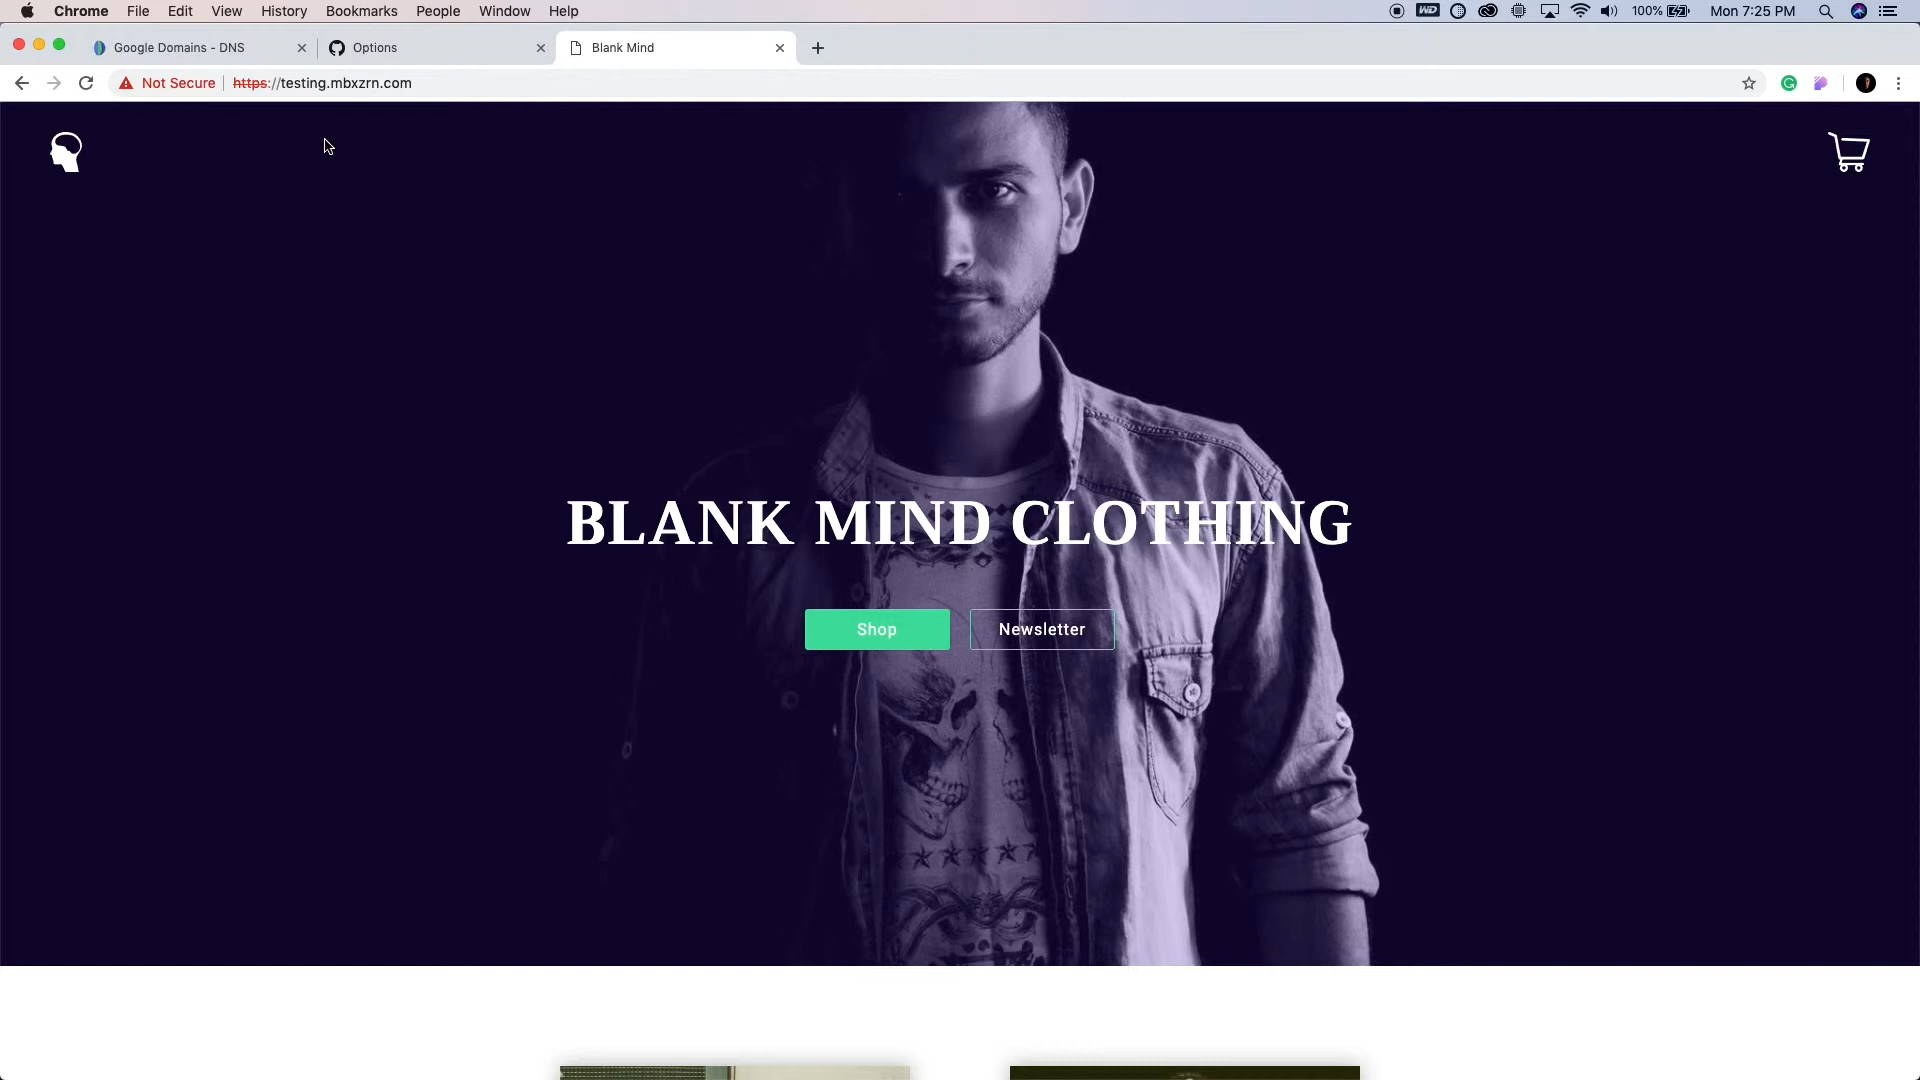 Chrome File Edit View History Bookmarks People Window Help
WD 100% Mon 7:25 PM
Google Domains - DNS Options Blank Mind
Not Secure https://testing.mbxzrn.com
BLANK MIND CLOTHING
Shop Newsletter